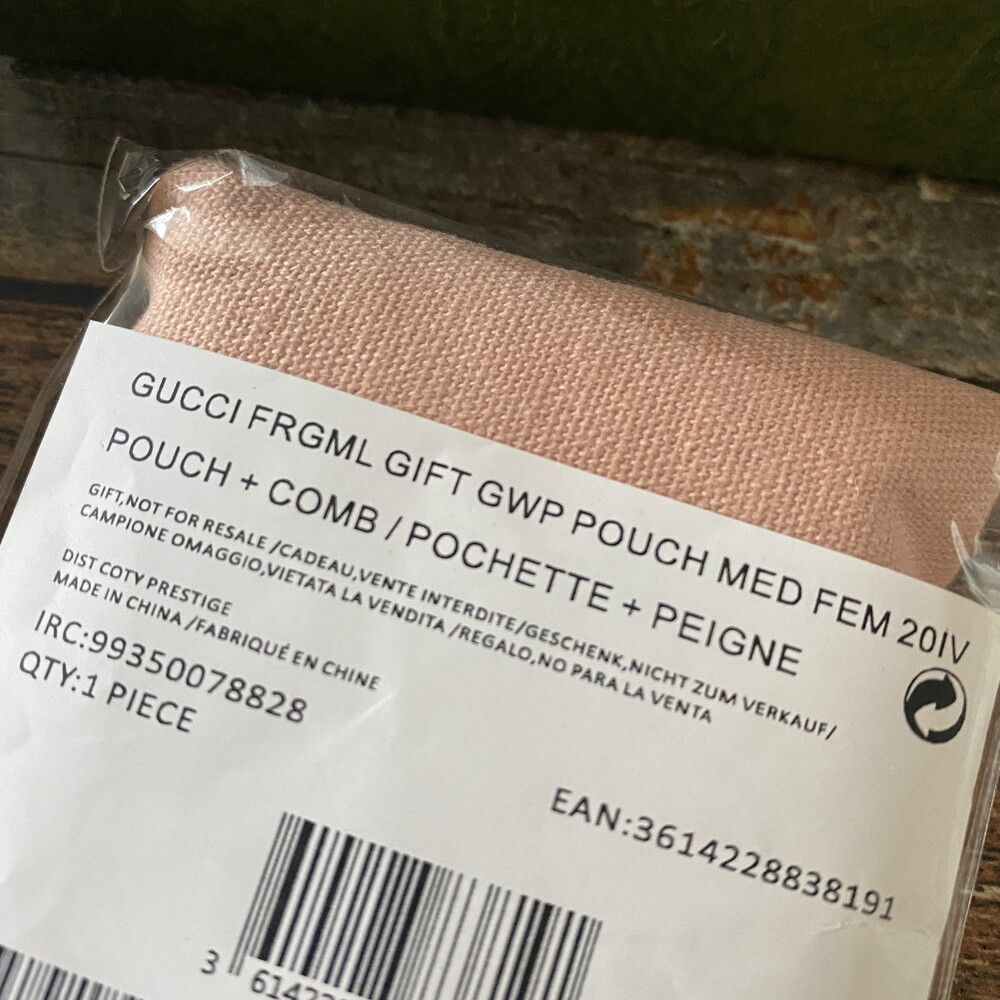 GUCCI FRGML GIFT GWP POUCH MED FEM 20IV
POUCH + COMB / POCHETTE + PEIGNE
GIFT,NOT FOR RESALE /CADEAU,VENTE INTERDITE/GESCHENK,NICHT ZUM VERKAUF/
CAMPIONE OMAGGIO,VIETATA LA VENDITA /REGALO,NO PARA LA VENTA
DIST COTY PRESTIGE
MADE IN CHINA /FABRIQUÉ EN CHINE
IRC:99350078828
QTY:1 PIECE
EAN:3614228838191
3